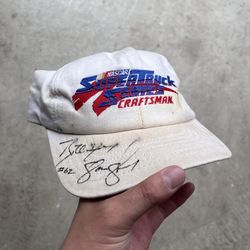 NASCAR
SuperTruck
Series
CRAFTSMAN
#62